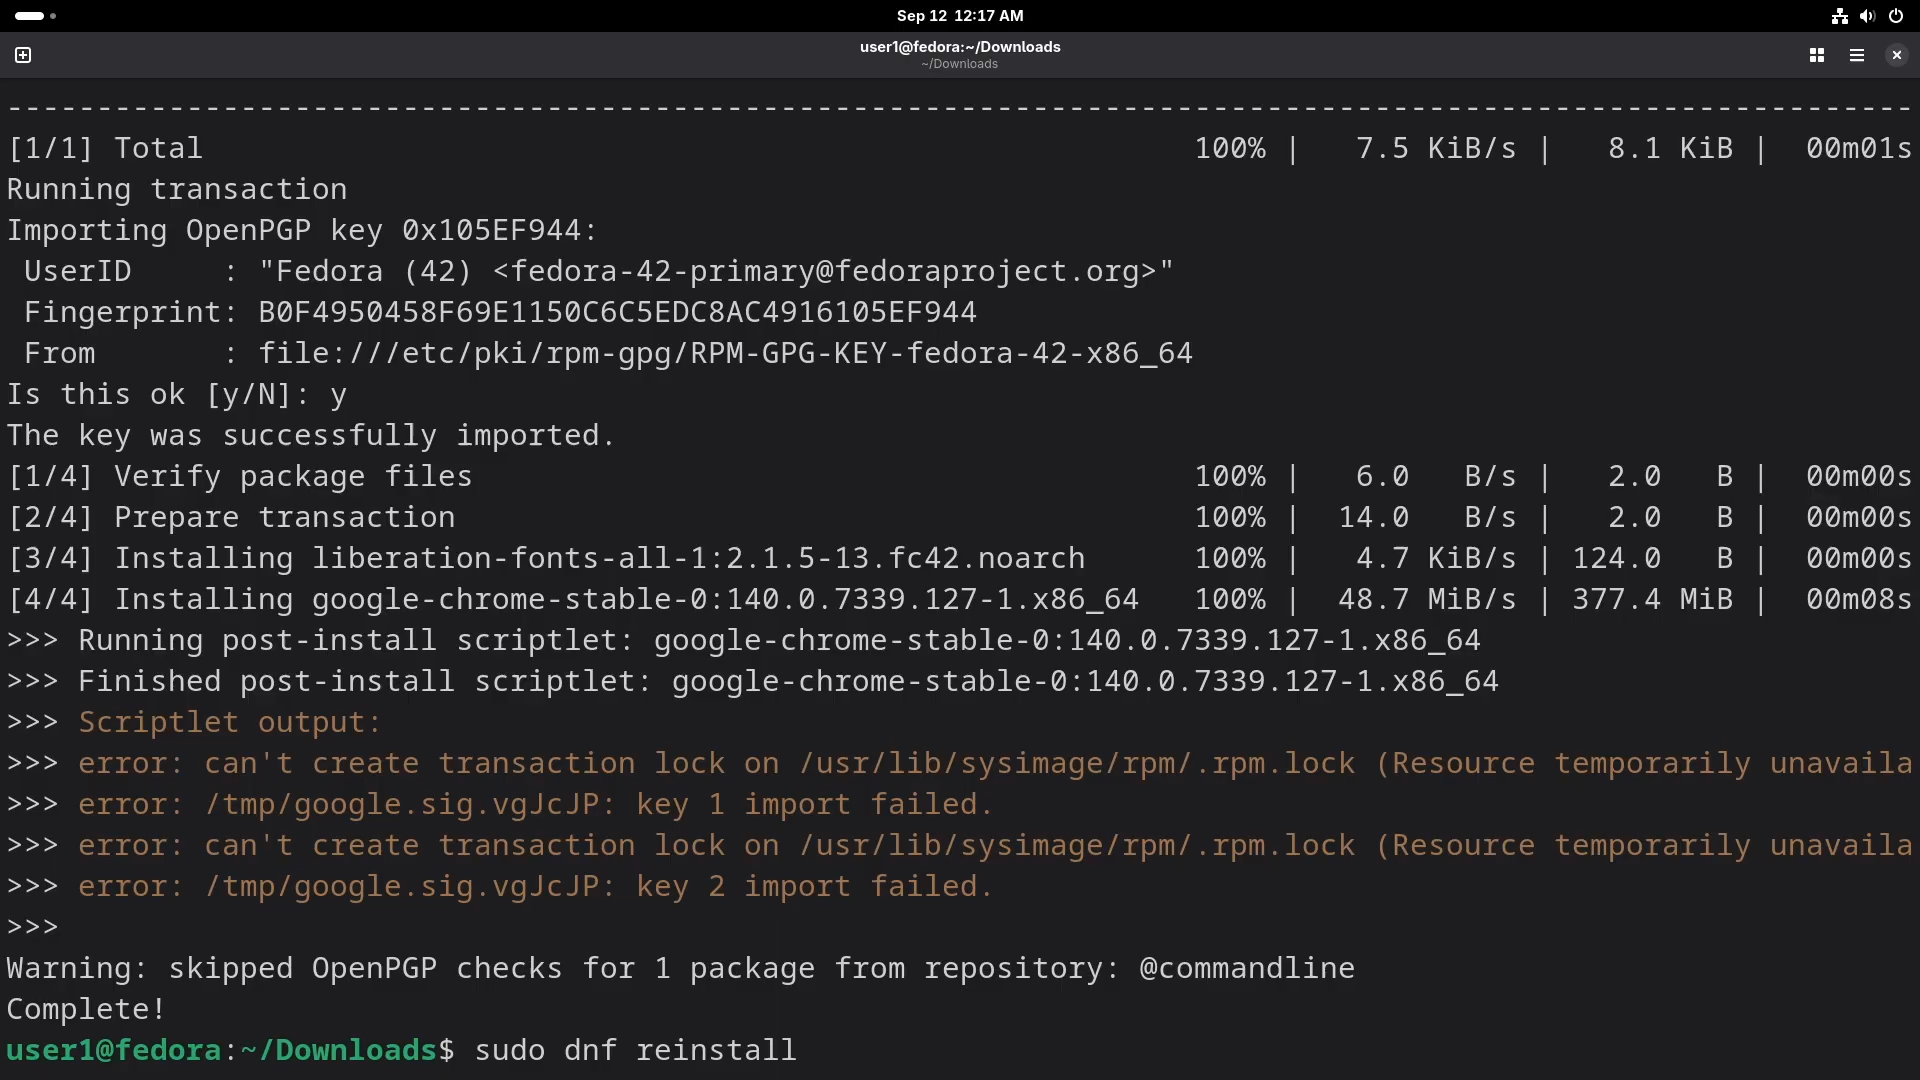 Sep 12 12:17 AM
user1@fedora:~/Downloads
~/Downloads
--------------------------------------------------------------------------------------------------------------
[1/1] Total 100% | 7.5 KiB/s | 8.1 KiB | 00m01s
Running transaction
Importing OpenPGP key 0x105EF944:
UserID : "Fedora (42) <fedora-42-primary@fedoraproject.org>"
Fingerprint: B0F4950458F69E1150C6C5EDC8AC4916105EF944
From : file:///etc/pki/rpm-gpg/RPM-GPG-KEY-fedora-42-x86_64
Is this ok [y/N]: y
The key was successfully imported.
[1/4] Verify package files 100% | 6.0 B/s | 2.0 B | 00m00s
[2/4] Prepare transaction 100% | 14.0 B/s | 2.0 B | 00m00s
[3/4] Installing liberation-fonts-all-1:2.1.5-13.fc42.noarch 100% | 4.7 KiB/s | 124.0 B | 00m00s
[4/4] Installing google-chrome-stable-0:140.0.7339.127-1.x86_64 100% | 48.7 MiB/s | 377.4 MiB | 00m08s
>>> Running post-install scriptlet: google-chrome-stable-0:140.0.7339.127-1.x86_64
>>> Finished post-install scriptlet: google-chrome-stable-0:140.0.7339.127-1.x86_64
>>> Scriptlet output:
>>> error: can't create transaction lock on /usr/lib/sysimage/rpm/.rpm.lock (Resource temporarily unavaila
>>> error: /tmp/google.sig.vgJcJP: key 1 import failed.
>>> error: can't create transaction lock on /usr/lib/sysimage/rpm/.rpm.lock (Resource temporarily unavaila
>>> error: /tmp/google.sig.vgJcJP: key 2 import failed.
>>>
Warning: skipped OpenPGP checks for 1 package from repository: @commandline
Complete!
user1@fedora:~/Downloads$ sudo dnf reinstall